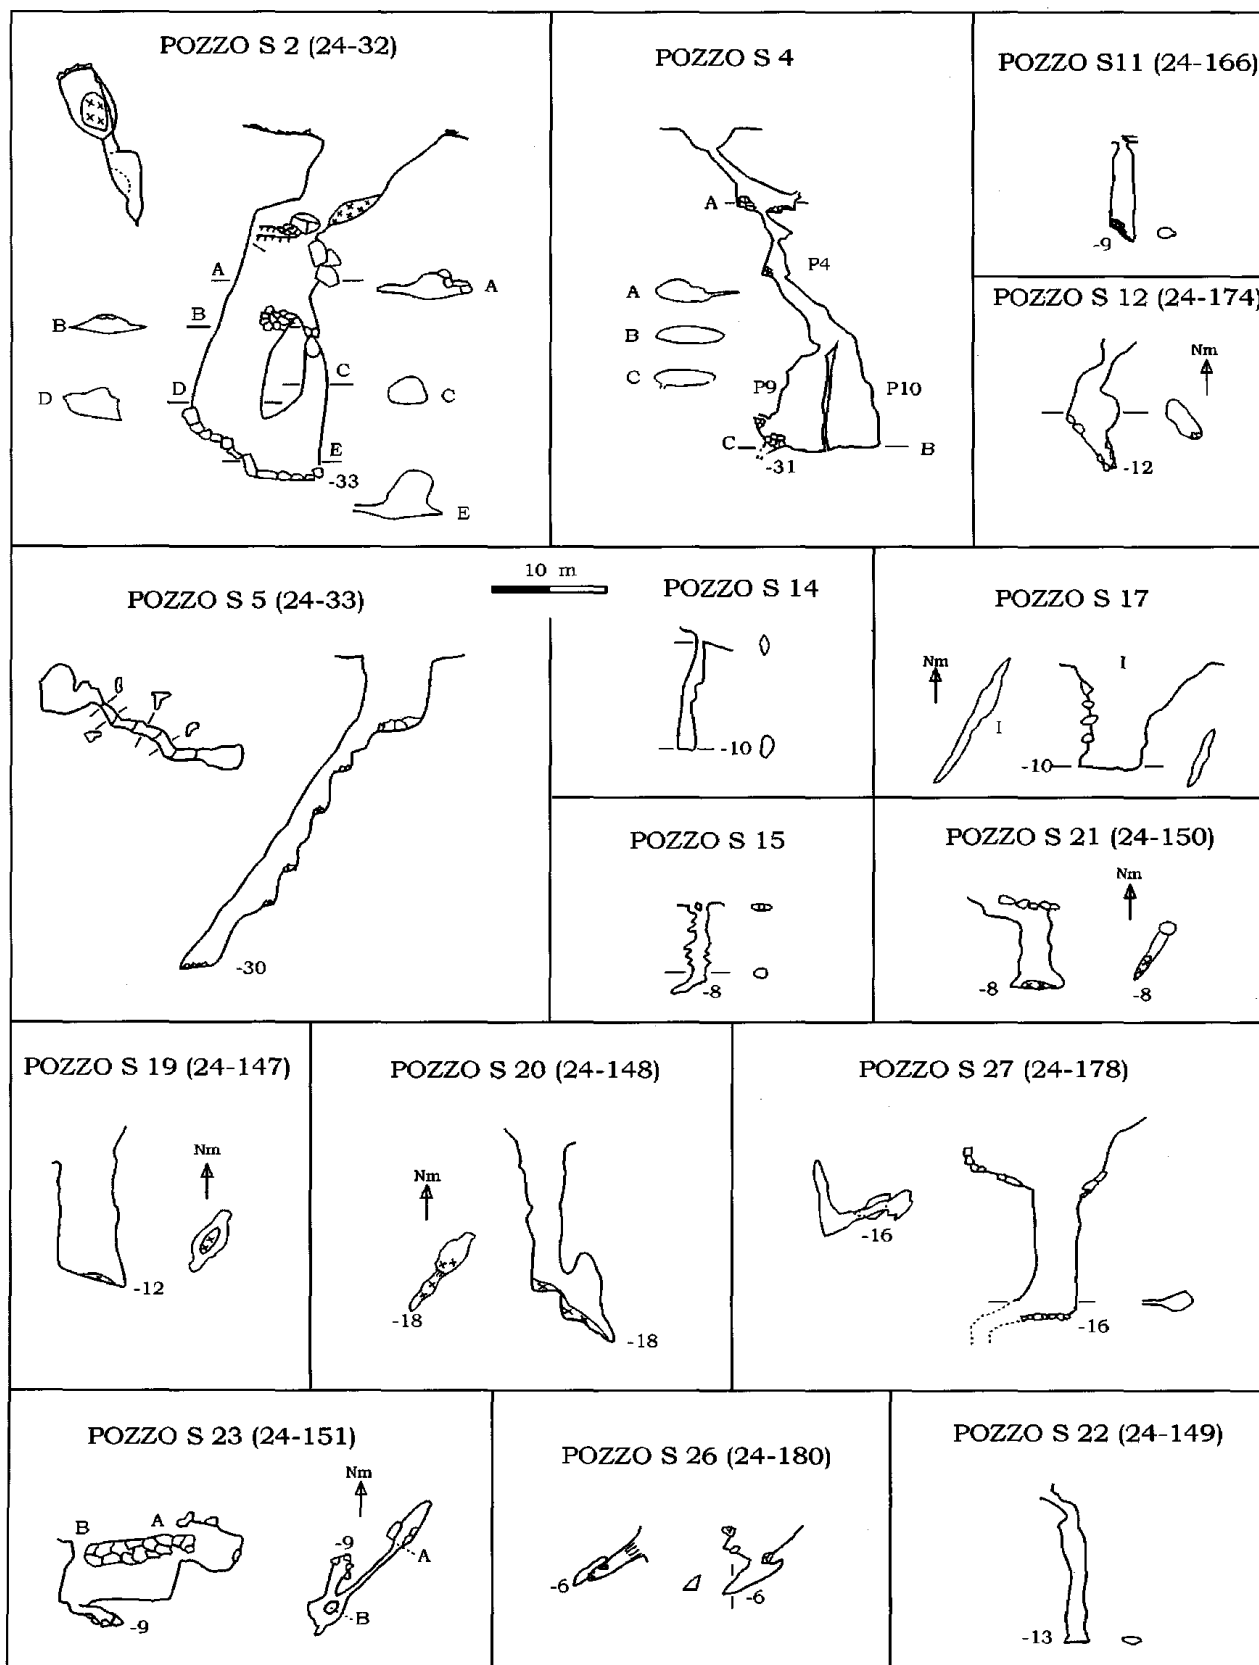 POZZO S 2 (24-32)
A
A
B
B
C
C
D
D
E
-33
E
POZZO S 4
A
P4
A
B
C
P9
P10
C
B
-31
POZZO S11 (24-166)
-9
POZZO S 12 (24-174)
Nm
-12
POZZO S 5 (24-33)
-30
10 m
POZZO S 14
-10
POZZO S 17
Nm
I
I
-10
POZZO S 15
-8
POZZO S 21 (24-150)
Nm
-8
-8
POZZO S 19 (24-147)
Nm
-12
POZZO S 20 (24-148)
Nm
-18
-18
POZZO S 27 (24-178)
-16
-16
POZZO S 23 (24-151)
Nm
B
A
-9
A
B
-9
POZZO S 26 (24-180)
-6
-6
POZZO S 22 (24-149)
-13